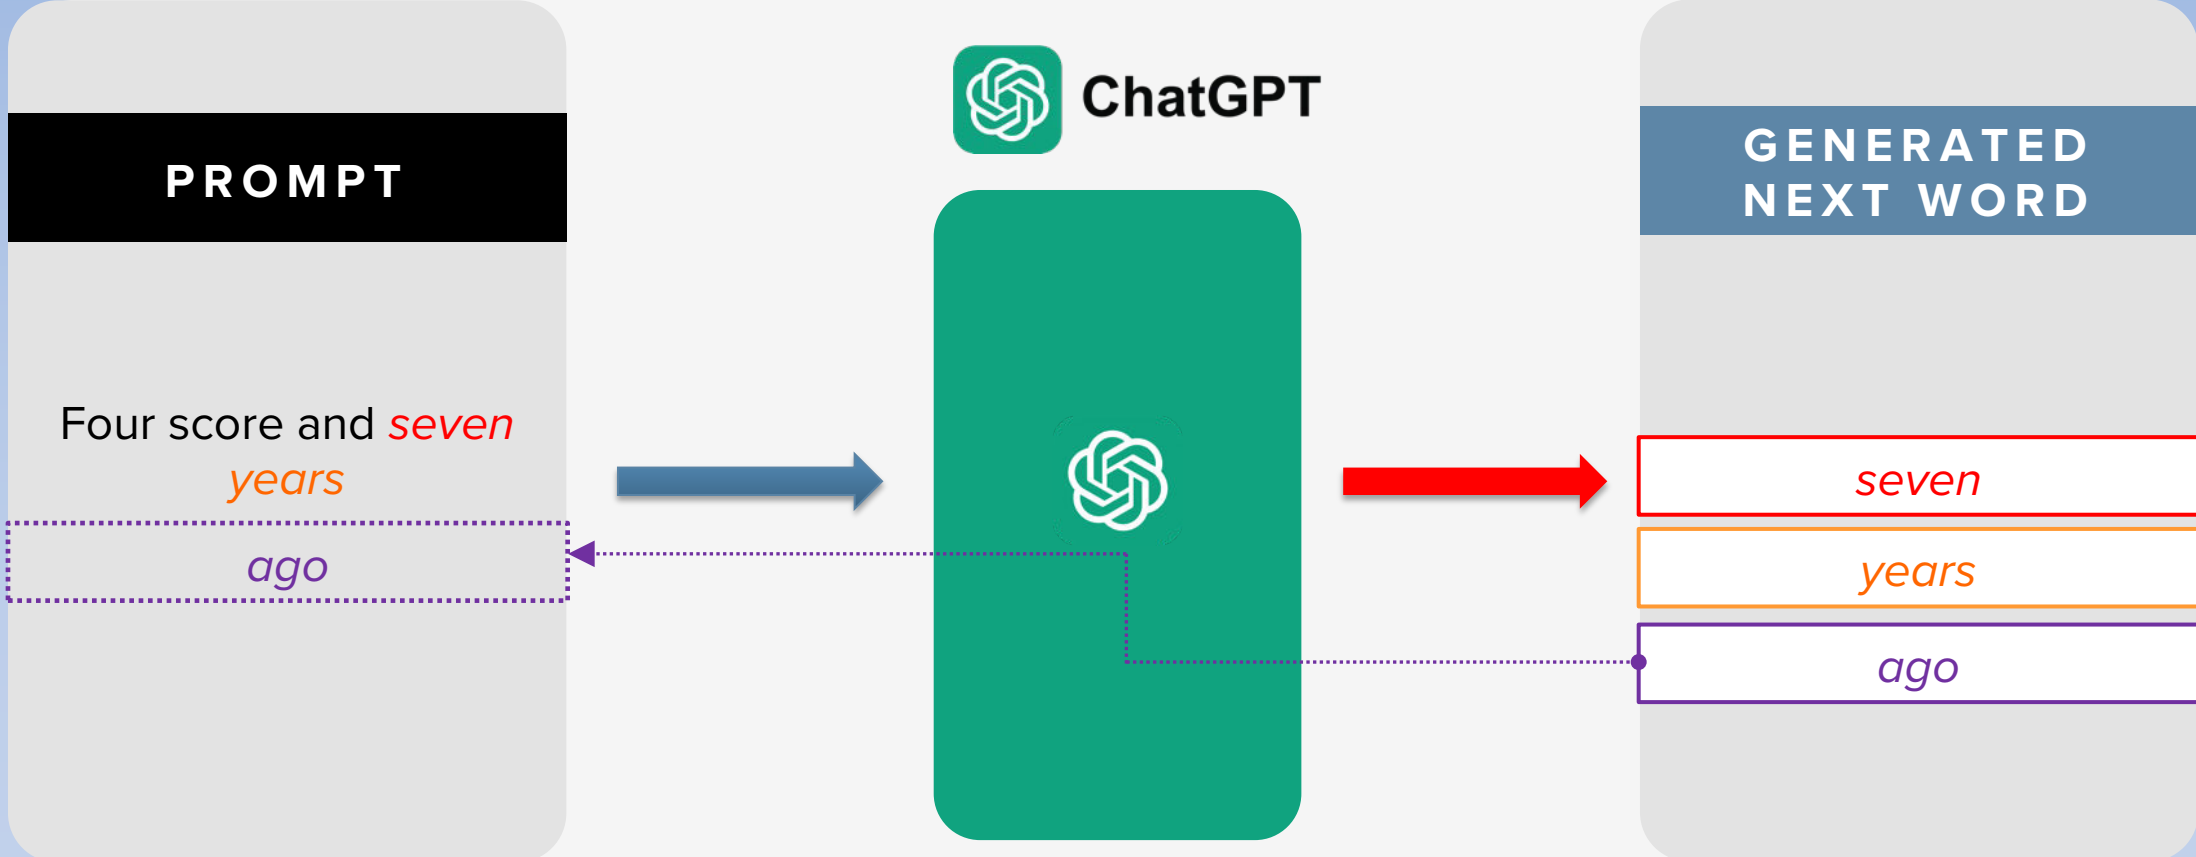 PROMPT
Four score and seven
years
ago
ChatGPT
GENERATED
NEXT WORD
seven
years
ago